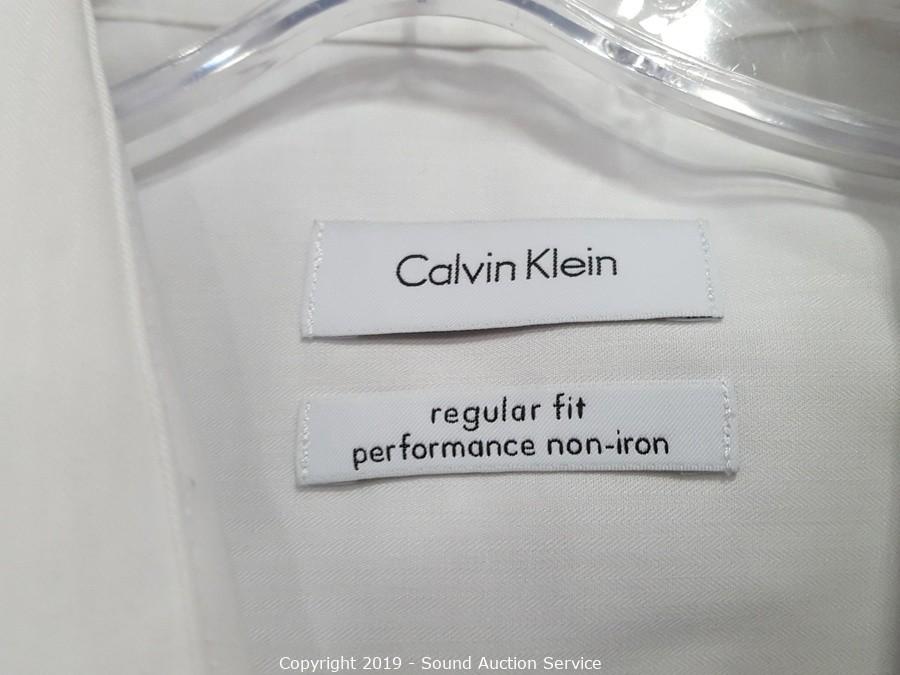 Calvin Klein
regular fit
performance non-iron
Copyright 2019 - Sound Auction Service